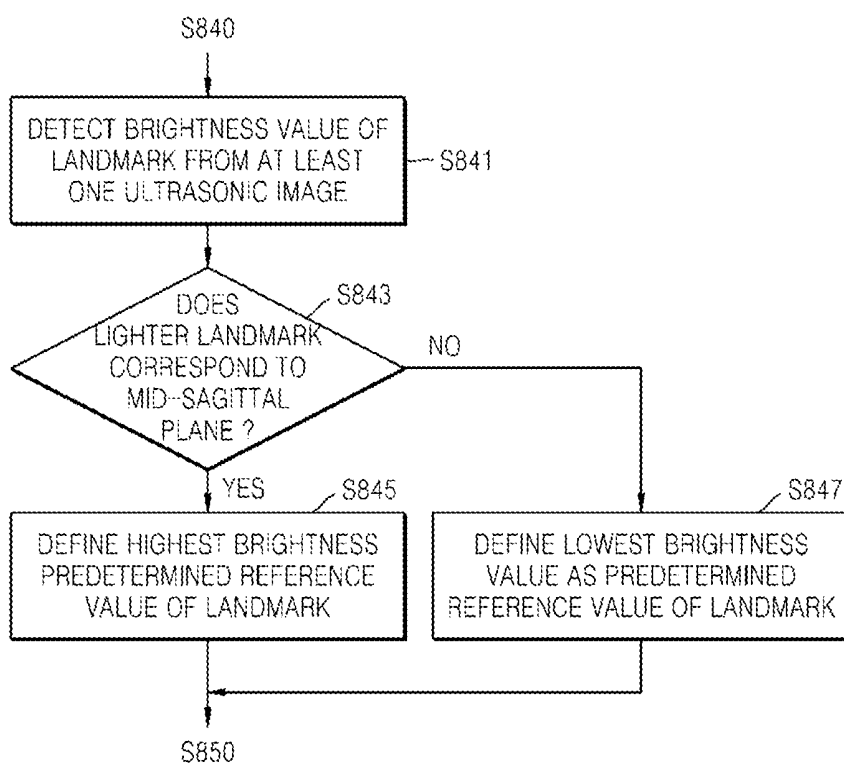 S840
DETECT BRIGHTNESS VALUE OF
LANDMARK FROM AT LEAST
ONE ULTRASONIC IMAGE
S841
DOES
LIGHTER LANDMARK
CORRESPOND TO
MID-SAGITTAL
PLANE ?
S843
NO
YES
S845
DEFINE HIGHEST BRIGHTNESS
PREDETERMINED REFERENCE
VALUE OF LANDMARK
S847
DEFINE LOWEST BRIGHTNESS
VALUE AS PREDETERMINED
REFERENCE VALUE OF LANDMARK
S850